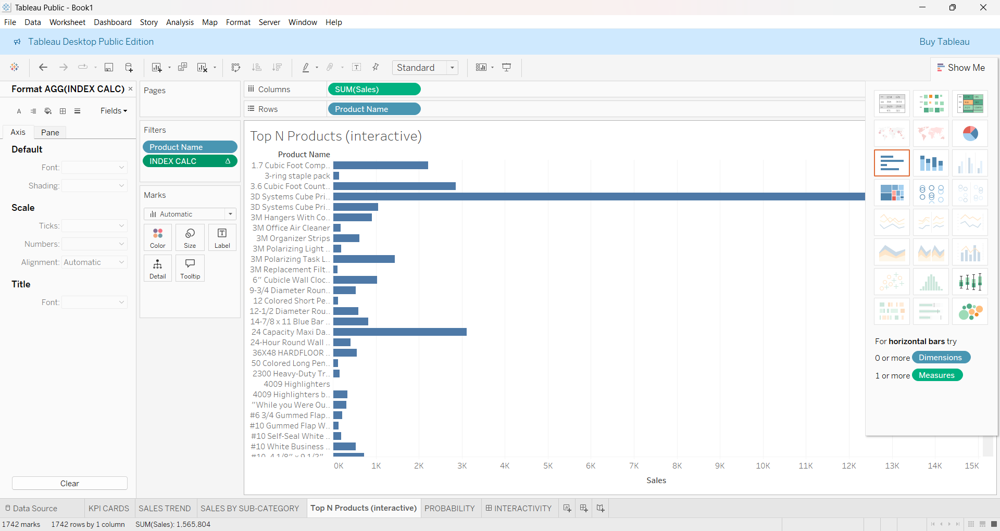 Tableau Public - Book1
File Data Worksheet Dashboard Story Analysis Map Format Server Window Help
Tableau Desktop Public Edition
Buy Tableau
Standard
Show Me
Format AGG(INDEX CALC)
Fields
Axis
Pane
Default
Font:
Shading:
Scale
Ticks:
Numbers:
Alignment: Automatic
Title
Font:
Clear
Pages
Filters
Product Name
INDEX CALC
Marks
Automatic
Color
Size
Label
Detail
Tooltip
Columns
SUM(Sales)
Rows
Product Name
Top N Products (interactive)
Product Name
1.7 Cubic Foot Comp..
3-ring staple pack
3.6 Cubic Foot Count..
3D Systems Cube Pri..
3D Systems Cube Pri..
3M Hangers With Co..
3M Office Air Cleaner
3M Organizer Strips
3M Polarizing Light ..
3M Polarizing Task L..
3M Replacement Filt..
6” Cubicle Wall Cloc..
9-3/4 Diameter Roun..
12 Colored Short Pe..
12-1/2 Diameter Rou..
14-7/8 x 11 Blue Bar ..
24 Capacity Maxi Da..
24-Hour Round Wall ..
36X48 HARDFLOOR ..
50 Colored Long Pen..
2300 Heavy-Duty Tr..
4009 Highlighters
4009 Highlighters b..
”While you Were Ou..
#6 3/4 Gummed Flap..
#10 Gummed Flap W..
#10 Self-Seal White ..
#10 White Business ..
#10- 4 1/8” x 9 1/2”
0K 1K 2K 3K 4K 5K 6K 7K 8K 9K 10K 11K 12K 13K 14K 15K
Sales
For horizontal bars try
0 or more Dimensions
1 or more Measures
Data Source
KPI CARDS
SALES TREND
SALES BY SUB-CATEGORY
Top N Products (interactive)
PROBABILITY
INTERACTIVITY
1742 marks
1742 rows by 1 column
SUM(Sales): 1,565,804